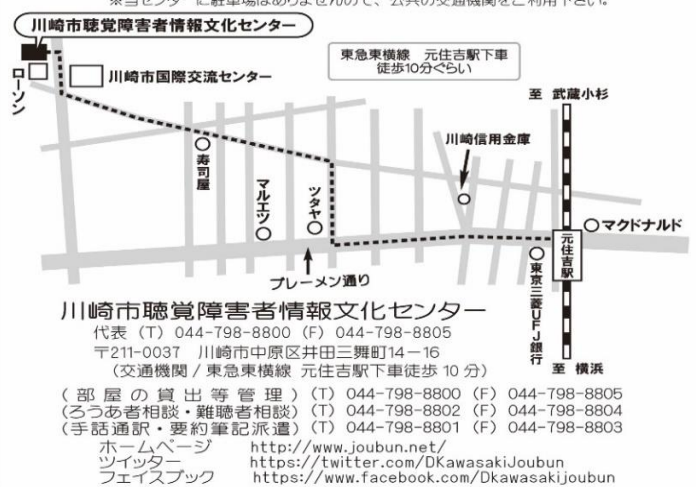 ※当センターに駐車場はありませんので、公共の交通機関をご利用下さい。
川崎市聴覚障害者情報文化センター
ローソン
川崎市国際交流センター
東急東横線 元住吉駅下車
徒歩10分ぐらい
至 武蔵小杉
川崎信用金庫
寿司屋
マルエツ
ツタヤ
マクドナルド
元住吉駅
東京三菱UFJ銀行
ブレーメン通り
至 横浜
川崎市聴覚障害者情報文化センター
代表 (T) 044-798-8800 (F) 044-798-8805
〒211-0037 川崎市中原区井田三舞町14-16
(交通機関 / 東急東横線 元住吉駅下車徒歩 10 分)
(部屋の貸出等管理) (T) 044-798-8800 (F) 044-798-8805
(ろうあ者相談・難聴者相談) (T) 044-798-8802 (F) 044-798-8804
(手話通訳・要約筆記派遣) (T) 044-798-8801 (F) 044-798-8803
ホームページ http://www.joubun.net/
ツイッター https://twitter.com/DKawasakiJoubun
フェイスブック https://www.facebook.com/Dkawasakijoubun